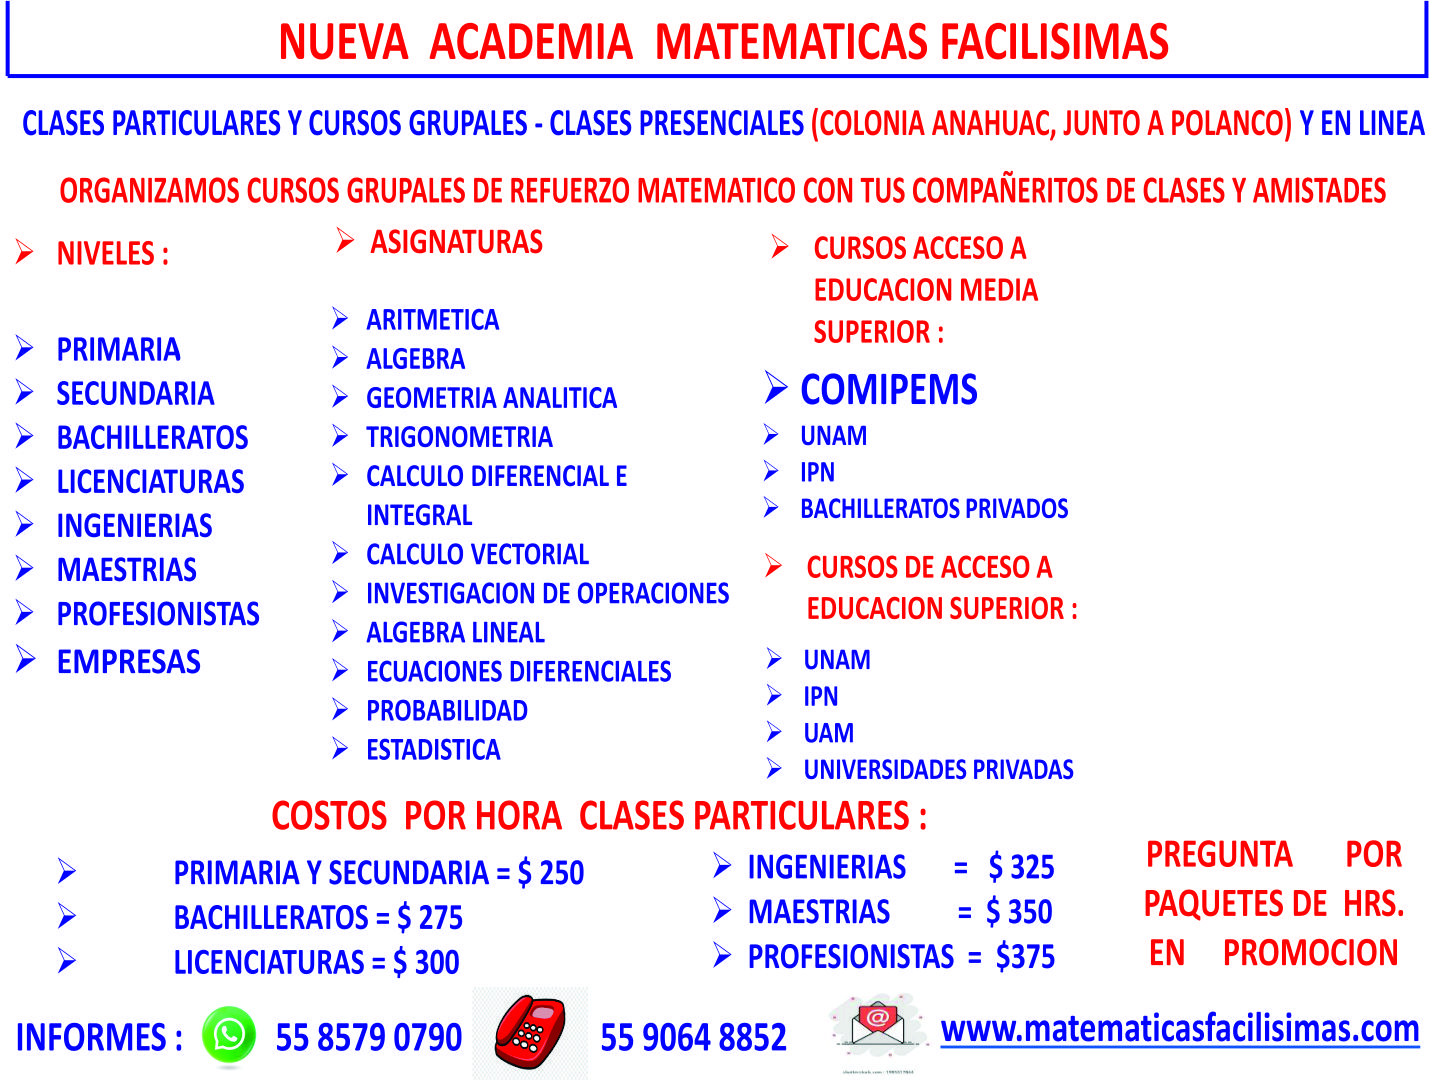 NUEVA ACADEMIA MATEMATICAS FACILISIMAS
CLASES PARTICULARES Y CURSOS GRUPALES - CLASES PRESENCIALES (COLONIA ANAHUAC, JUNTO A POLANCO) Y EN LINEA
ORGANIZAMOS CURSOS GRUPALES DE REFUERZO MATEMATICO CON TUS COMPAÑERITOS DE CLASES Y AMISTADES
NIVELES :
PRIMARIA
SECUNDARIA
BACHILLERATOS
LICENCIATURAS
INGENIERIAS
MAESTRIAS
PROFESIONISTAS
EMPRESAS
ASIGNATURAS
ARITMETICA
ALGEBRA
GEOMETRIA ANALITICA
TRIGONOMETRIA
CALCULO DIFERENCIAL E
INTEGRAL
CALCULO VECTORIAL
INVESTIGACION DE OPERACIONES
ALGEBRA LINEAL
ECUACIONES DIFERENCIALES
PROBABILIDAD
ESTADISTICA
CURSOS ACCESO A
EDUCACION MEDIA
SUPERIOR :
COMIPEMS
UNAM
IPN
BACHILLERATOS PRIVADOS
CURSOS DE ACCESO A
EDUCACION SUPERIOR :
UNAM
IPN
UAM
UNIVERSIDADES PRIVADAS
COSTOS POR HORA CLASES PARTICULARES :
PRIMARIA Y SECUNDARIA = $ 250
BACHILLERATOS = $ 275
LICENCIATURAS = $ 300
INGENIERIAS = $ 325
MAESTRIAS = $ 350
PROFESIONISTAS = $375
PREGUNTA POR
PAQUETES DE HRS.
EN PROMOCION
INFORMES : 55 8579 0790 55 9064 8852 www.matematicasfacilisimas.com